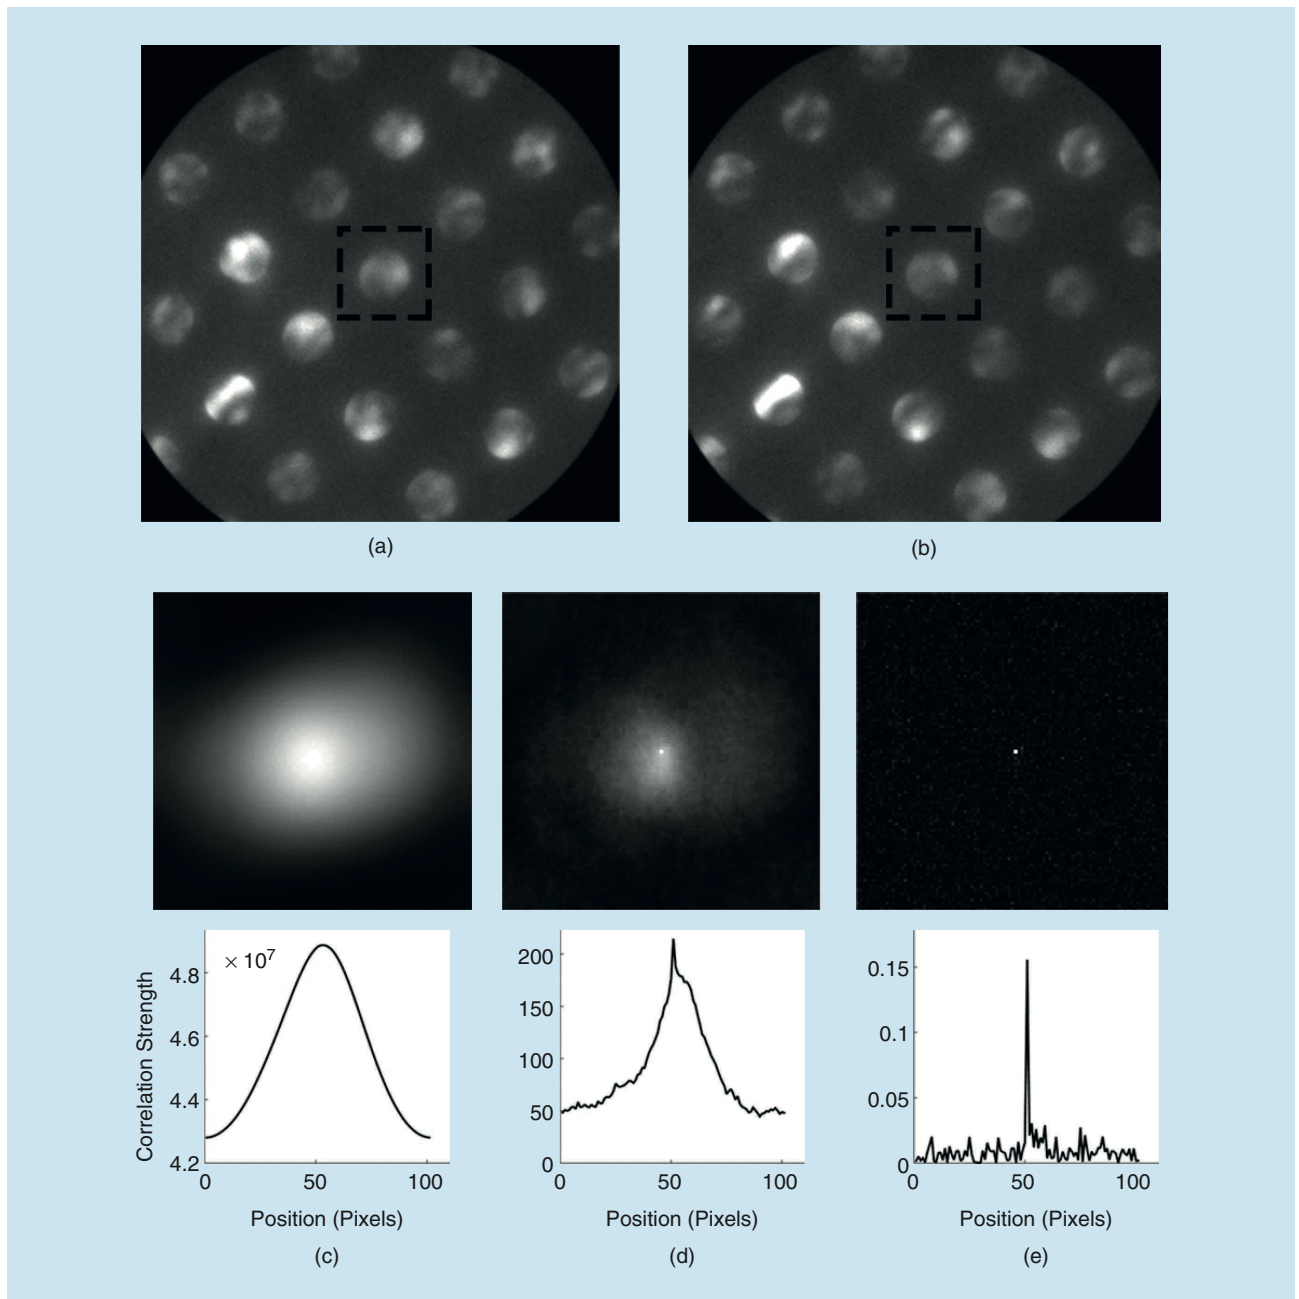 (a)
(b)
× 10⁷
4.8
4.6
4.4
4.2
Correlation Strength
0 50 100
Position (Pixels)
(c)
200
150
100
50
0
0 50 100
Position (Pixels)
(d)
0.15
0.1
0.05
0
0 50 100
Position (Pixels)
(e)